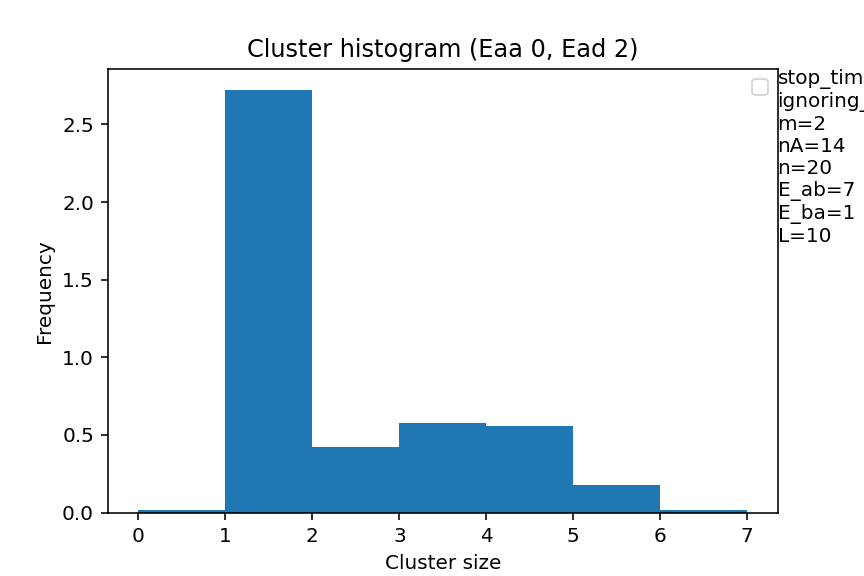 Cluster histogram (Eaa 0, Ead 2)
stop_tim
ignoring_
m=2
nA=14
n=20
E_ab=7
E_ba=1
L=10
2.5
2.0
1.5
1.0
0.5
0.0
Frequency
0 1 2 3 4 5 6 7
Cluster size